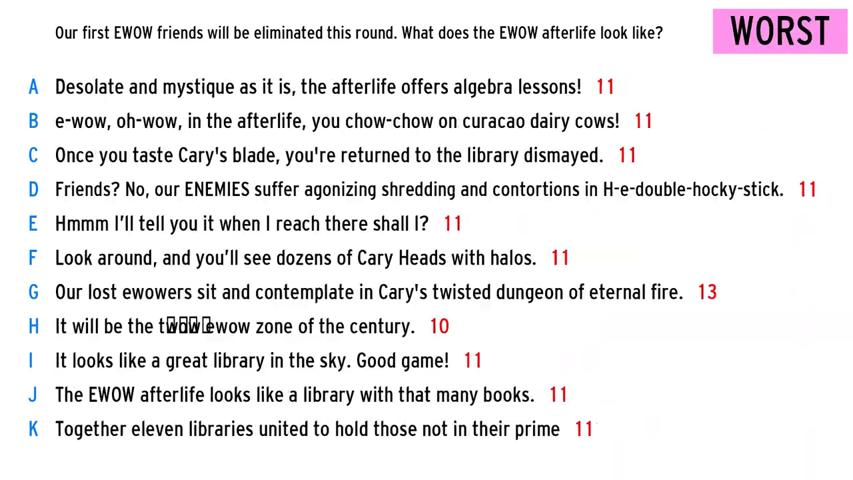 Our first EWOW friends will be eliminated this round. What does the EWOW afterlife look like?
WORST
A Desolate and mystique as it is, the afterlife offers algebra lessons! 11
B e-wow, oh-wow, in the afterlife, you chow-chow on curacao dairy cows! 11
C Once you taste Cary's blade, you're returned to the library dismayed. 11
D Friends? No, our ENEMIES suffer agonizing shredding and contortions in H-e-double-hocky-stick. 11
E Hmmm I’ll tell you it when I reach there shall I? 11
F Look around, and you’ll see dozens of Cary Heads with halos. 11
G Our lost ewowers sit and contemplate in Cary's twisted dungeon of eternal fire. 13
H It will be the ewow zone of the century. 10
I It looks like a great library in the sky. Good game! 11
J The EWOW afterlife looks like a library with that many books. 11
K Together eleven libraries united to hold those not in their prime 11